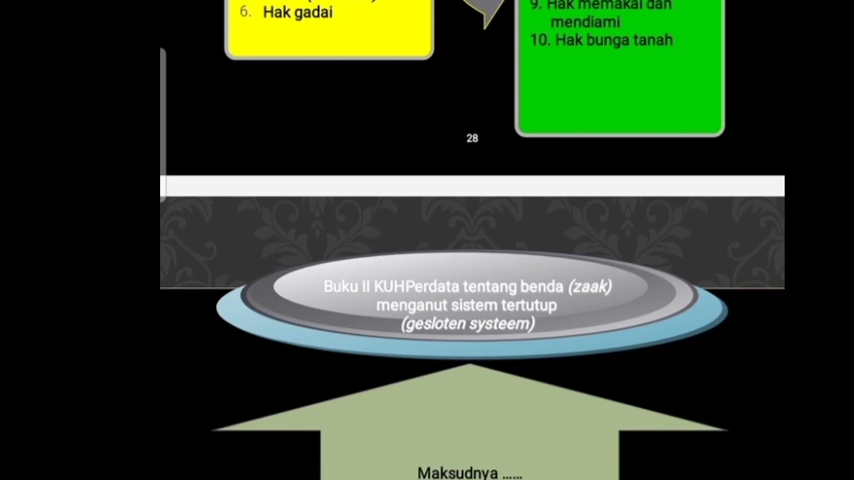 6. Hak gadai
9. Hak memakai dan
mendiami
10. Hak bunga tanah
28
Buku II KUHPerdata tentang benda (zaak)
menganut sistem tertutup
(gesloten systeem)
Maksudnya ......